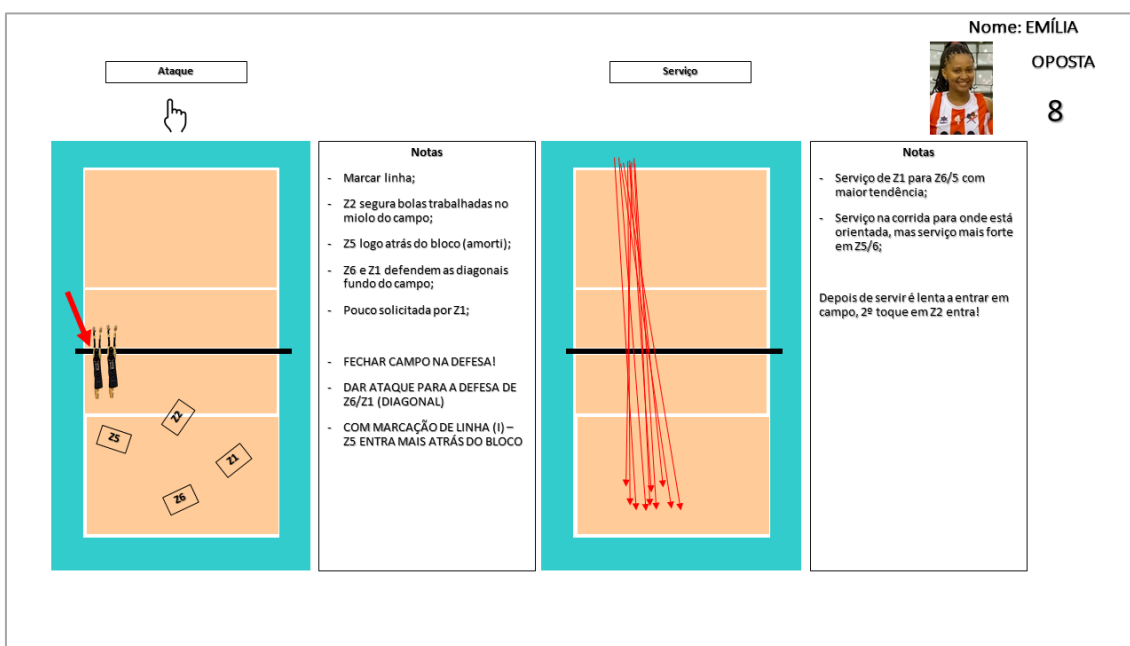 Nome: EMÍLIA
OPOSTA
8
Ataque
Serviço
Notas
- Marcar linha;
- Z2 segura bolas trabalhadas no
miolo do campo;
- Z5 logo atrás do bloco (amorti);
- Z6 e Z1 defendem as diagonais
fundo do campo;
- Pouco solicitada por Z1;
- FECHAR CAMPO NA DEFESA!
- DAR ATAQUE PARA A DEFESA DE
Z6/Z1 (DIAGONAL)
- COM MARCAÇÃO DE LINHA (I) –
Z5 ENTRA MAIS ATRÁS DO BLOCO
Z2
Z5
Z1
Z6
Notas
- Serviço de Z1 para Z6/5 com
maior tendência;
- Serviço na corrida para onde está
orientada, mas serviço mais forte
em Z5/6;
Depois de servir é lenta a entrar em
campo, 2º toque em Z2 entra!